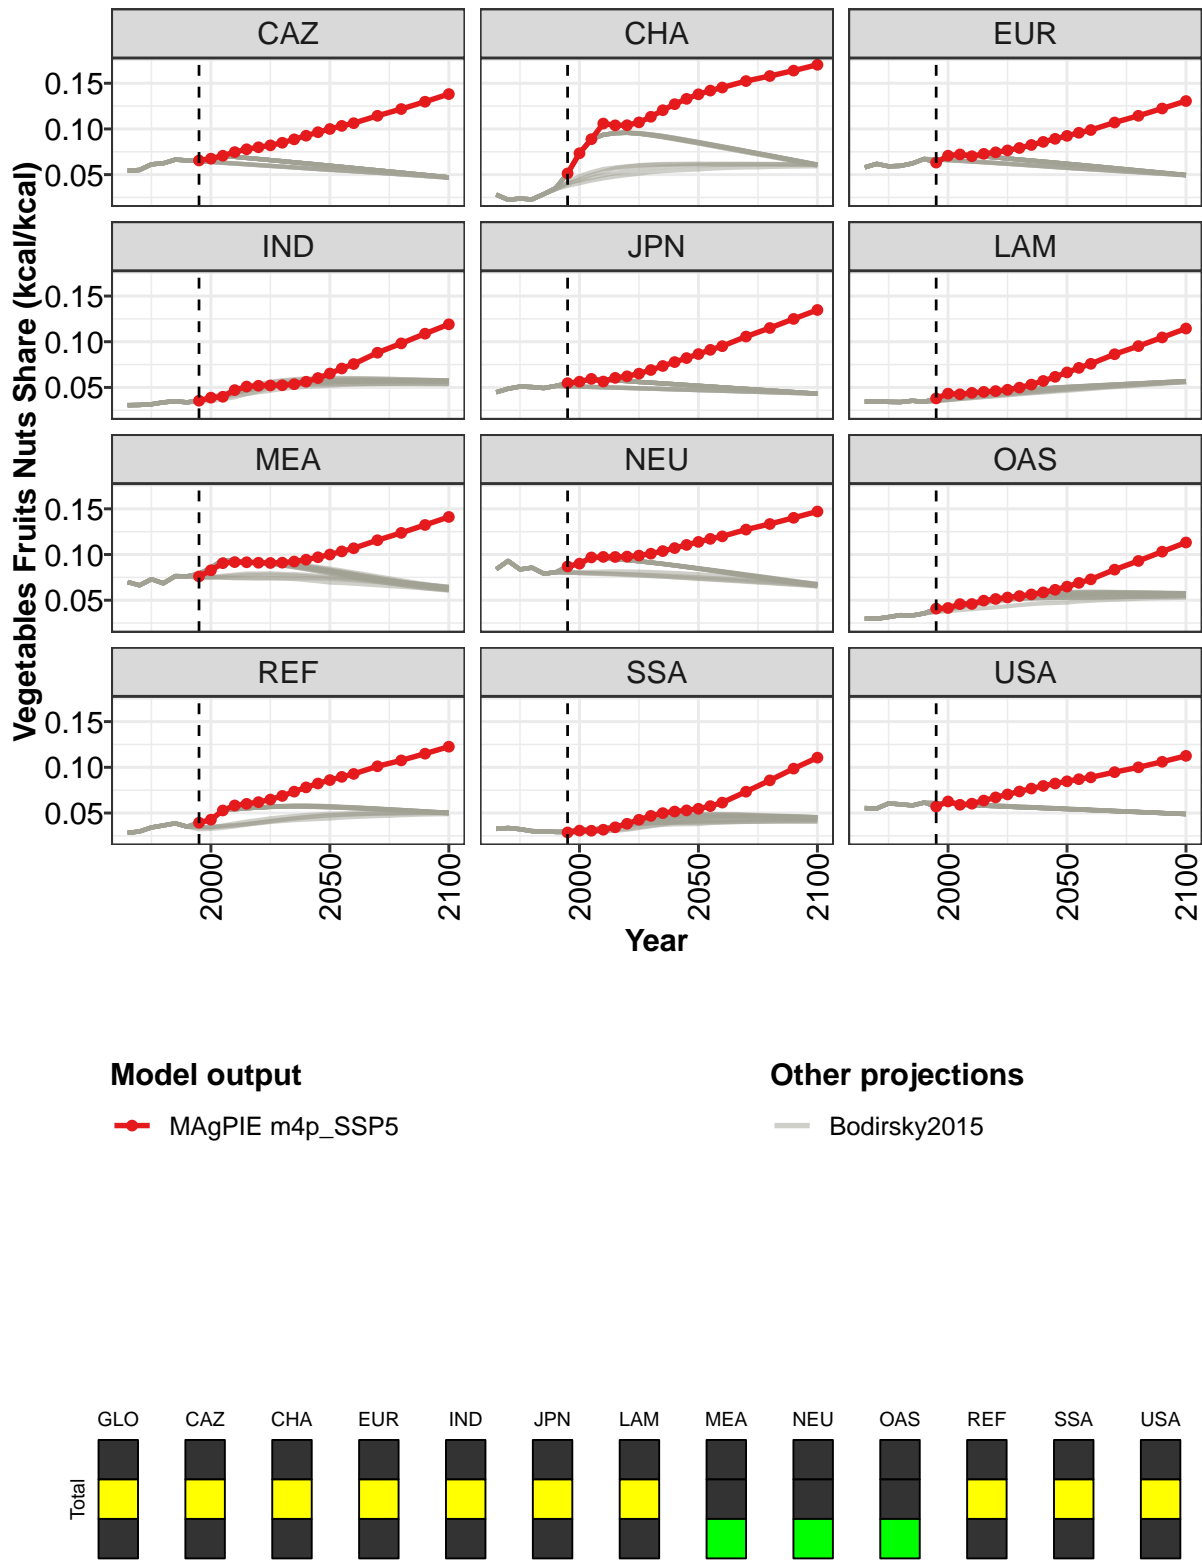 CAZ CHA EUR
0.15
0.10
0.05
IND JPN LAM
0.15
0.10
0.05
MEA NEU OAS
0.15
0.10
0.05
REF SSA USA
0.15
0.10
0.05
Vegetables Fruits Nuts Share (kcal/kcal)
2000 2050 2100 2000 2050 2100 2000 2050 2100
Year
Model output
MAgPIE m4p_SSP5
Other projections
Bodirsky2015
GLO CAZ CHA EUR IND JPN LAM MEA NEU OAS REF SSA USA
Total